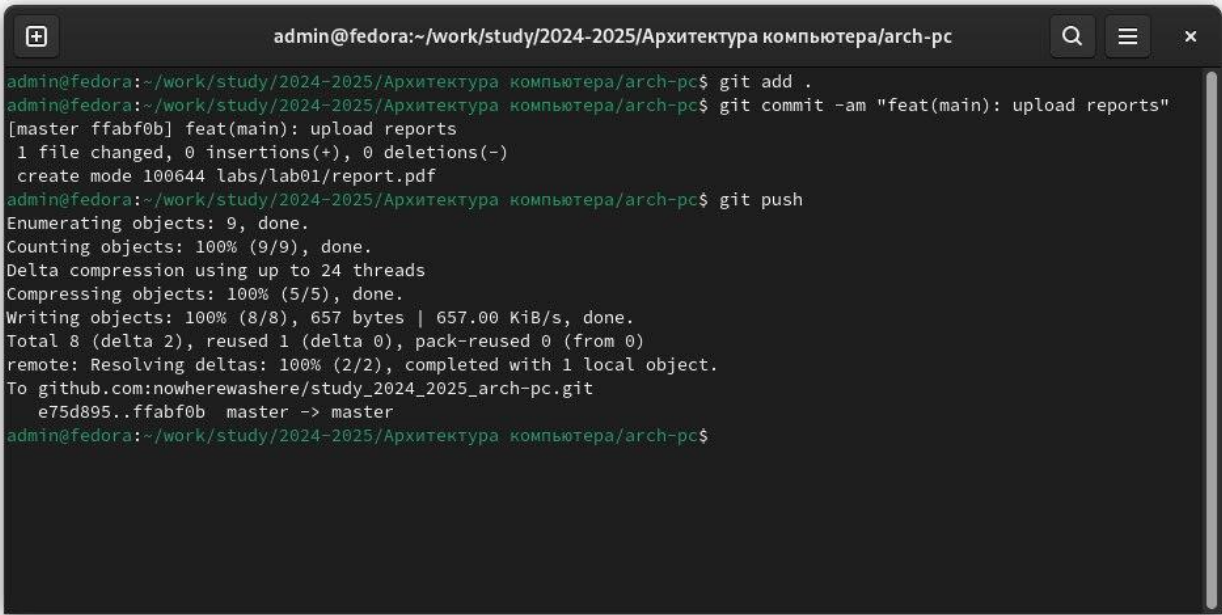 admin@fedora:~/work/study/2024-2025/Архитектура компьютера/arch-pc
admin@fedora:~/work/study/2024-2025/Архитектура компьютера/arch-pc$ git add .
admin@fedora:~/work/study/2024-2025/Архитектура компьютера/arch-pc$ git commit -am "feat(main): upload reports"
[master ffabf0b] feat(main): upload reports
 1 file changed, 0 insertions(+), 0 deletions(-)
 create mode 100644 labs/lab01/report.pdf
admin@fedora:~/work/study/2024-2025/Архитектура компьютера/arch-pc$ git push
Enumerating objects: 9, done.
Counting objects: 100% (9/9), done.
Delta compression using up to 24 threads
Compressing objects: 100% (5/5), done.
Writing objects: 100% (8/8), 657 bytes | 657.00 KiB/s, done.
Total 8 (delta 2), reused 1 (delta 0), pack-reused 0 (from 0)
remote: Resolving deltas: 100% (2/2), completed with 1 local object.
To github.com:nowherewashere/study_2024_2025_arch-pc.git
   e75d895..ffabf0b  master -> master
admin@fedora:~/work/study/2024-2025/Архитектура компьютера/arch-pc$